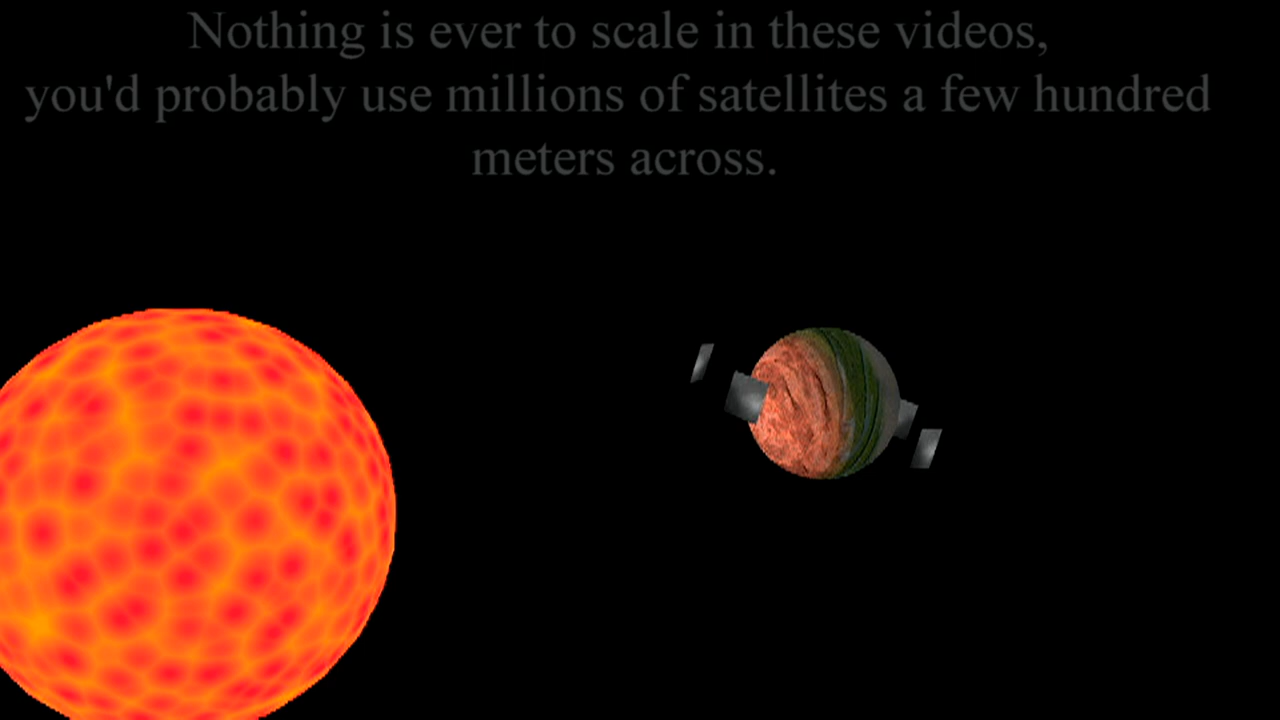 Nothing is ever to scale in these videos,
you'd probably use millions of satellites a few hundred
meters across.